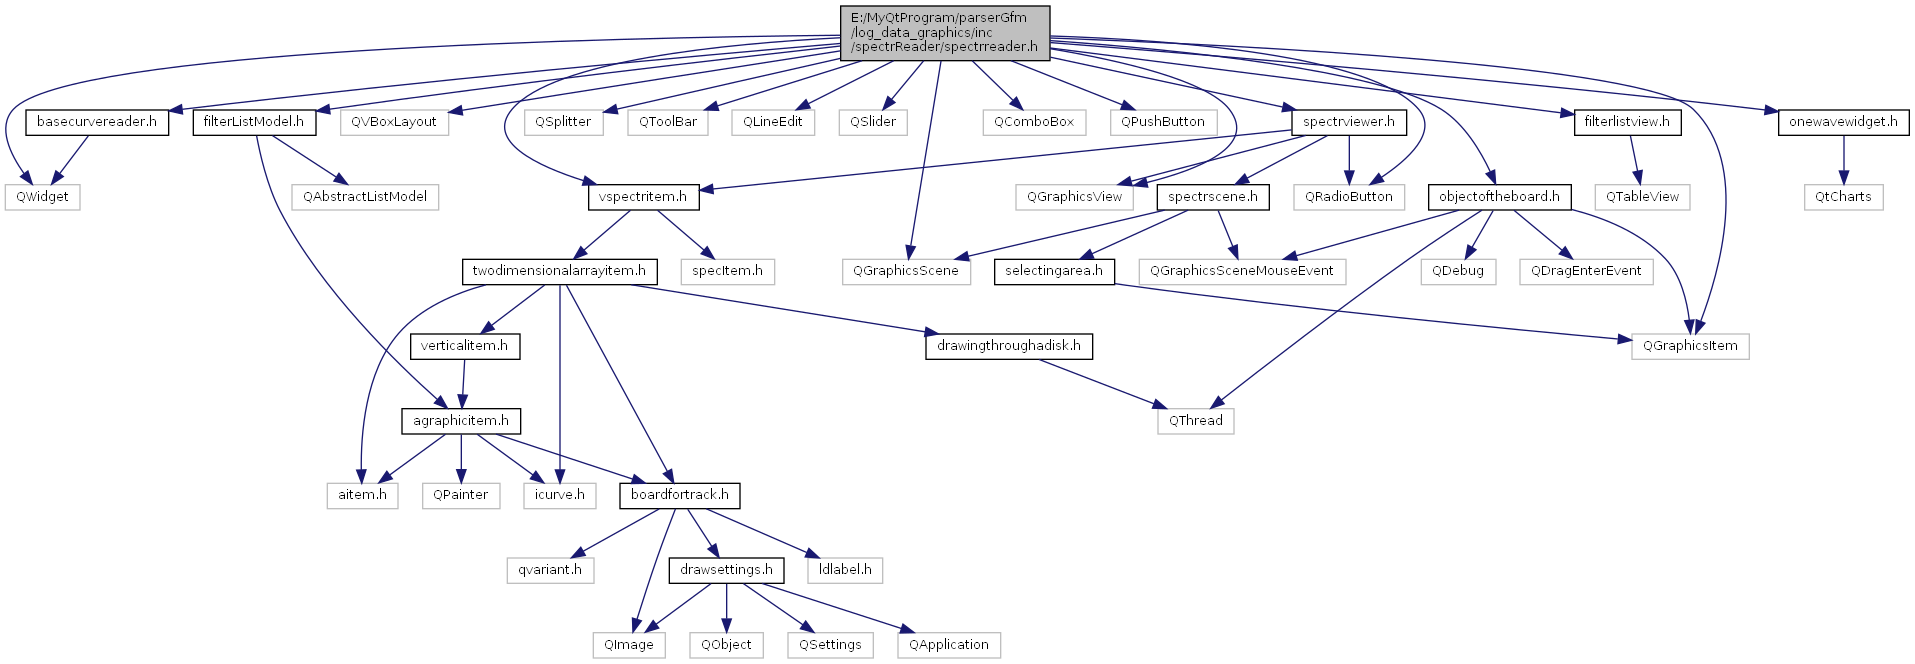 E:/MyQtProgram/parserGfm
/log_data_graphics/inc
/spectrReader/spectrreader.h
basecurvereader.h
filterListModel.h
QVBoxLayout
QSplitter
QToolBar
QLineEdit
QSlider
QComboBox
QPushButton
spectrviewer.h
filterlistview.h
onewavewidget.h
QWidget
QAbstractListModel
vspectritem.h
QGraphicsView
spectrscene.h
QRadioButton
objectoftheboard.h
QTableView
QtCharts
twodimensionalarrayitem.h
specItem.h
QGraphicsScene
selectingarea.h
QGraphicsSceneMouseEvent
QDebug
QDragEnterEvent
verticalitem.h
drawingthroughadisk.h
QGraphicsItem
agraphicitem.h
QThread
aitem.h
QPainter
icurve.h
boardfortrack.h
qvariant.h
drawsettings.h
ldlabel.h
QImage
QObject
QSettings
QApplication